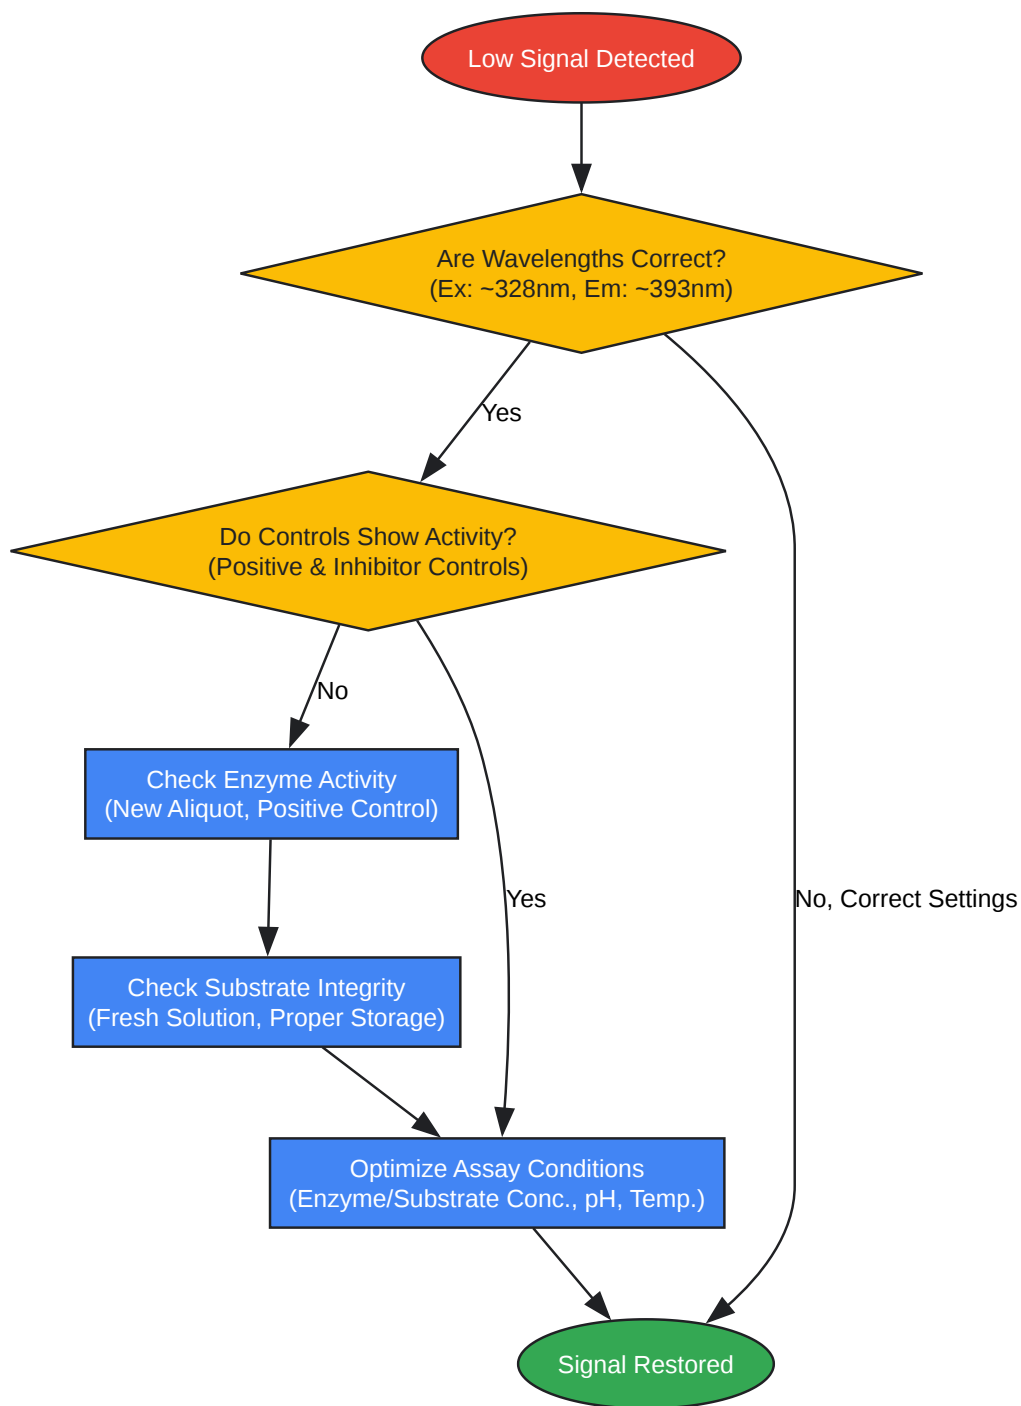 Low Signal Detected
Are Wavelengths Correct?
(Ex: ~328nm, Em: ~393nm)
Yes
Do Controls Show Activity?
(Positive & Inhibitor Controls)
No
Check Enzyme Activity
(New Aliquot, Positive Control)
Yes
No, Correct Settings
Check Substrate Integrity
(Fresh Solution, Proper Storage)
Optimize Assay Conditions
(Enzyme/Substrate Conc., pH, Temp.)
Signal Restored